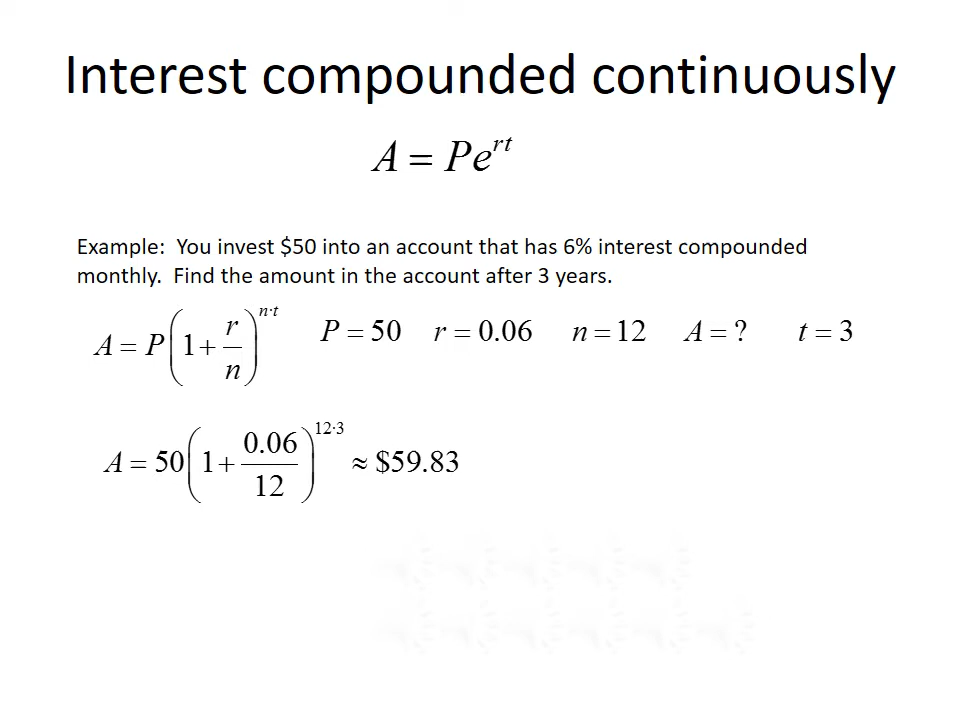 Interest compounded continuously
A = Pe^{rt}
Example:  You invest $50 into an account that has 6% interest compounded
monthly.  Find the amount in the account after 3 years.
A = P(1 + r/n)^{n·t}  P = 50  r = 0.06  n = 12  A = ?  t = 3
A = 50(1 + 0.06/12)^{12·3} ≈ $59.83